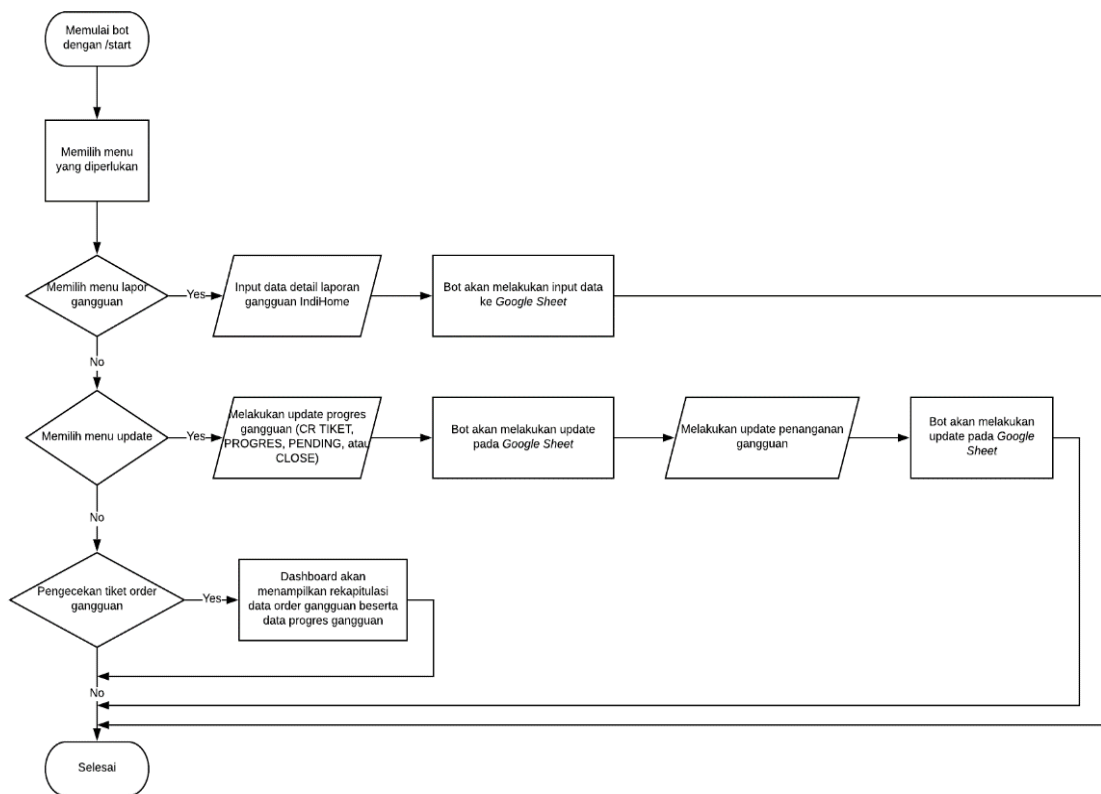 Memulai bot
dengan /start
Memilih menu
yang diperlukan
Memilih menu lapor
gangguan
Yes
Input data detail laporan
gangguan IndiHome
Bot akan melakukan input data
ke Google Sheet
No
Memilih menu update
Yes
Melakukan update progres
gangguan (CR TIKET,
PROGRES, PENDING, atau
CLOSE)
Bot akan melakukan update
pada Google Sheet
Melakukan update penanganan
gangguan
Bot akan melakukan
update pada Google
Sheet
No
Pengecekan tiket order
gangguan
Yes
Dashboard akan
menampilkan rekapitulasi
data order gangguan beserta
data progres gangguan
No
Selesai